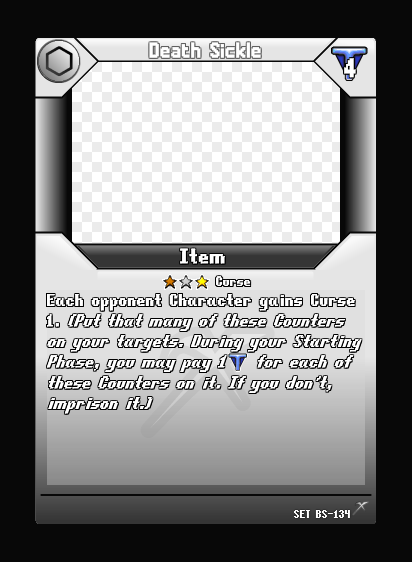 Death Sickle
4
Item
Curse
Each opponent Character gains Curse
1. (Put that many of these Counters
on your targets. During your Starting
Phase, you may pay 1 for each of
these Counters on it. If you don't,
imprison it.)
SET BS-134